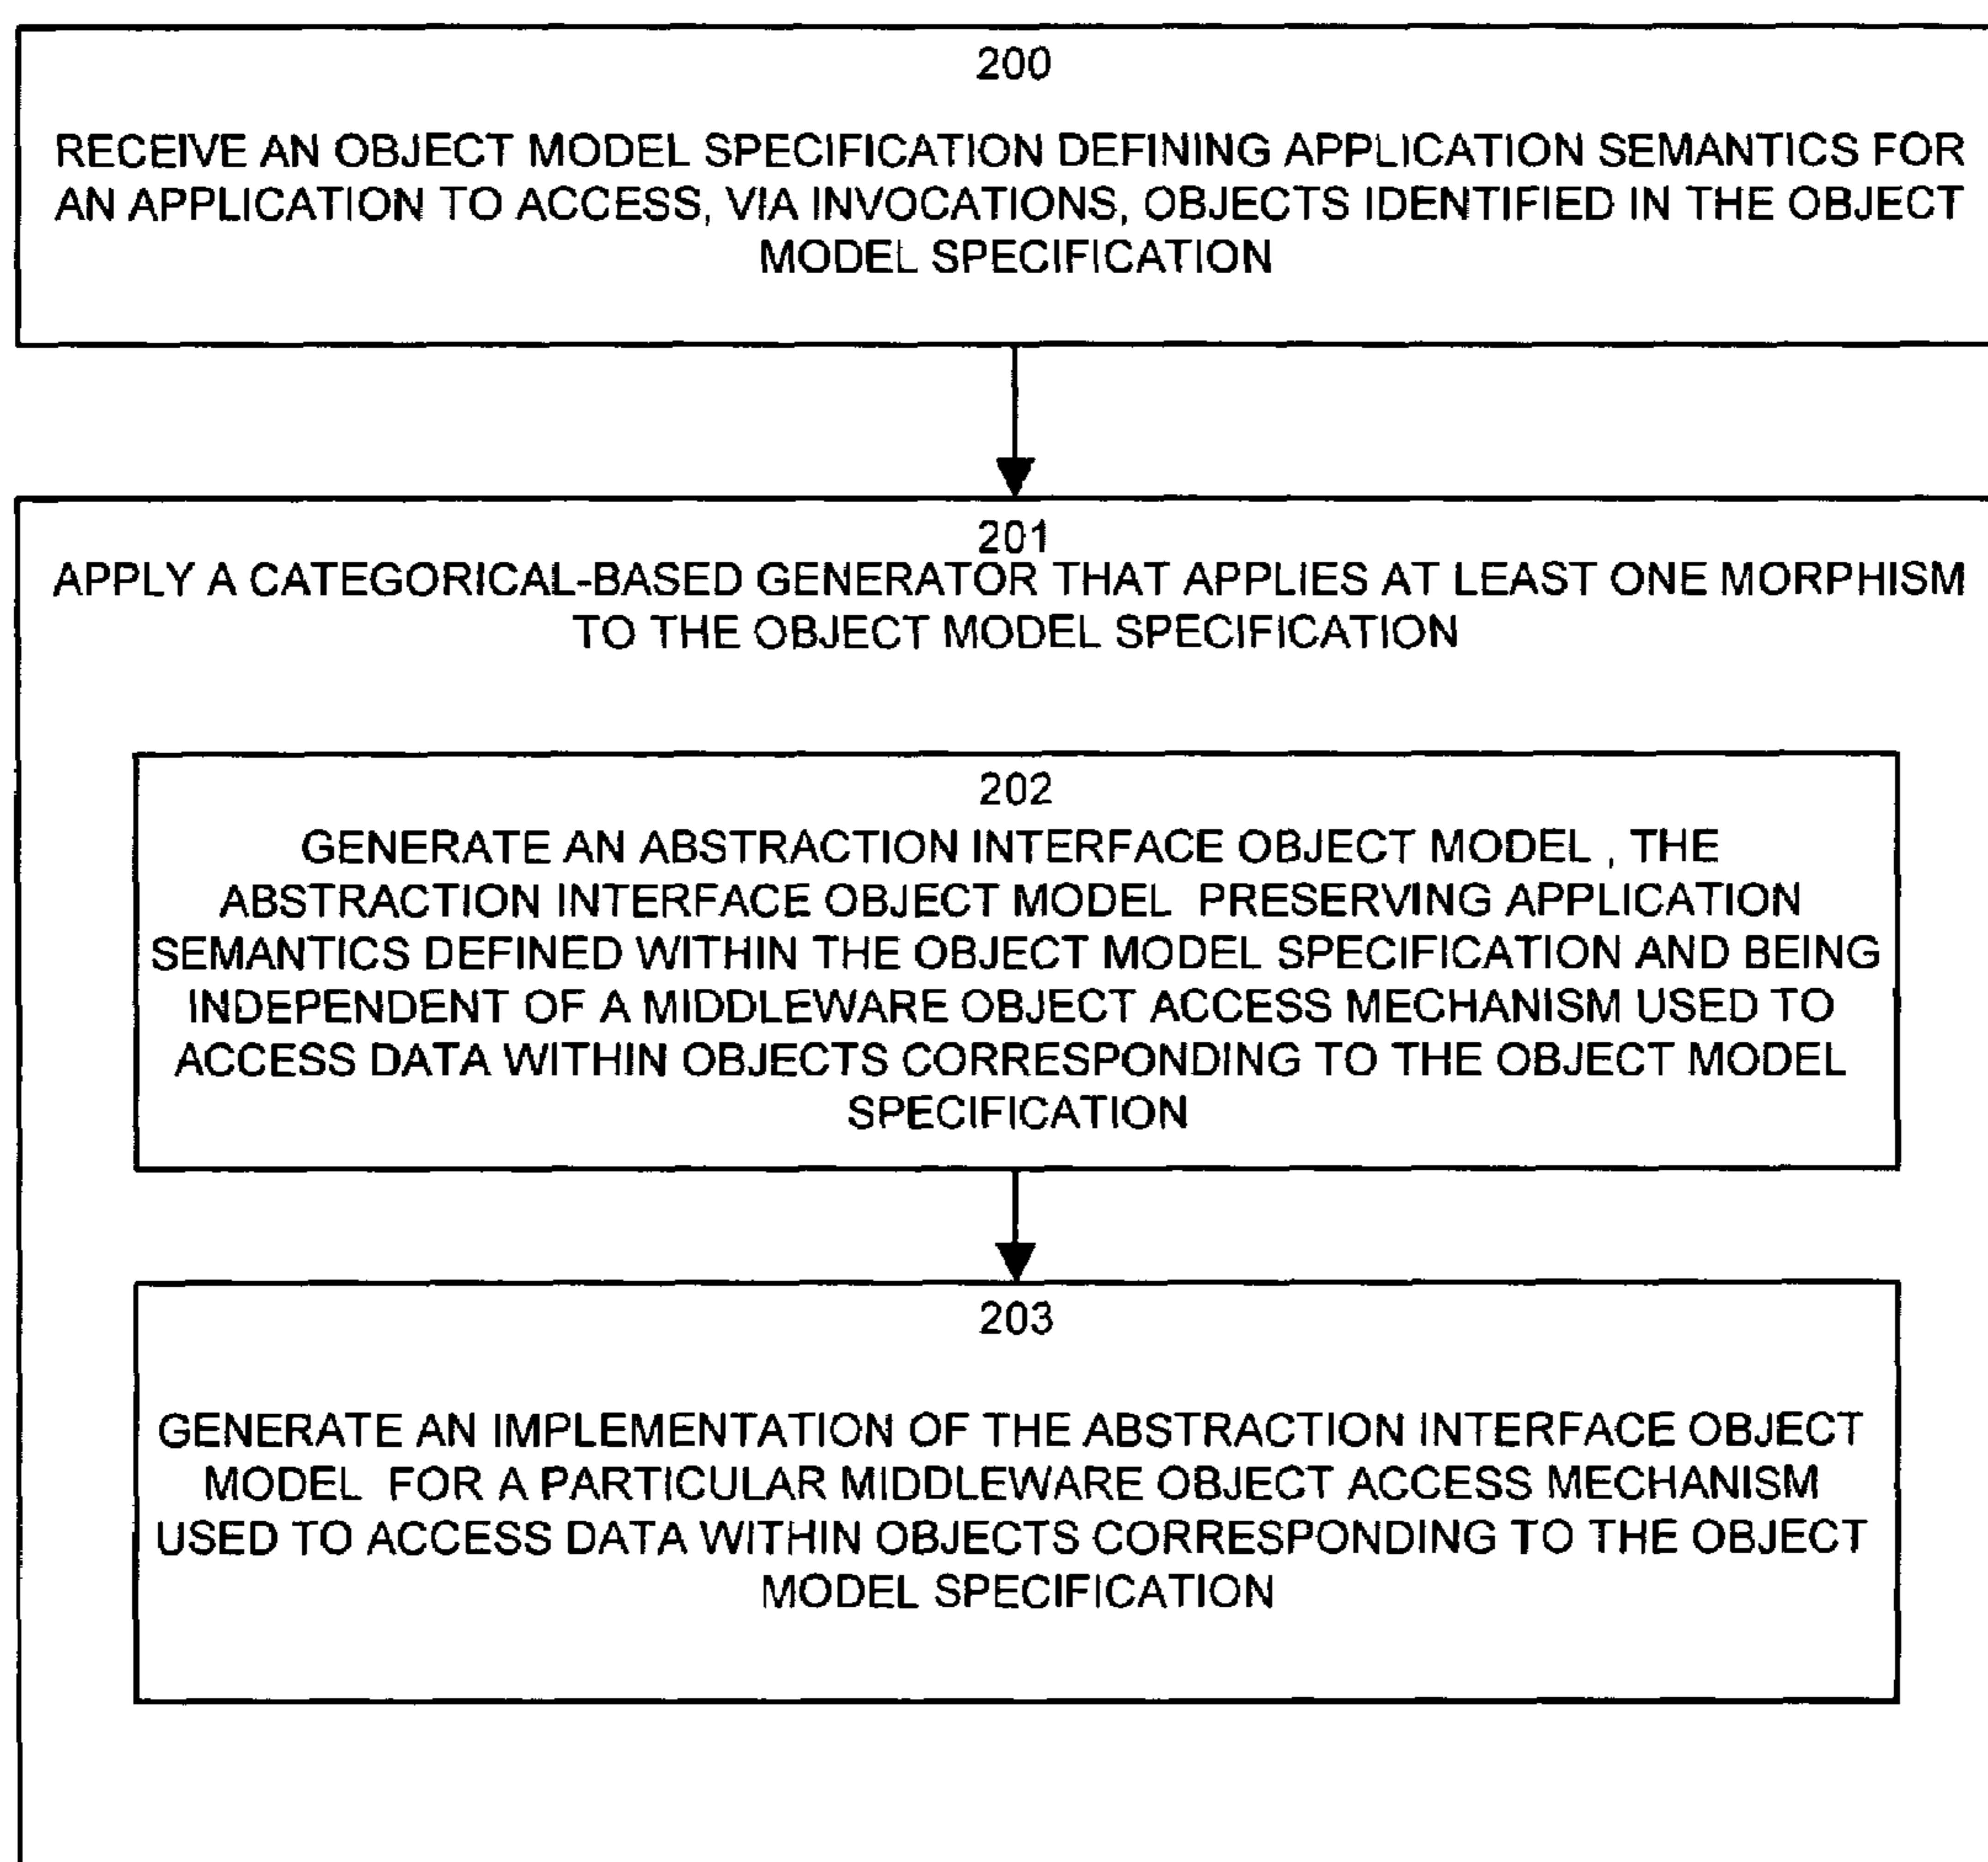 200
RECEIVE AN OBJECT MODEL SPECIFICATION DEFINING APPLICATION SEMANTICS FOR
AN APPLICATION TO ACCESS, VIA INVOCATIONS, OBJECTS IDENTIFIED IN THE OBJECT
MODEL SPECIFICATION
201
APPLY A CATEGORICAL-BASED GENERATOR THAT APPLIES AT LEAST ONE MORPHISM
TO THE OBJECT MODEL SPECIFICATION
202
GENERATE AN ABSTRACTION INTERFACE OBJECT MODEL , THE
ABSTRACTION INTERFACE OBJECT MODEL PRESERVING APPLICATION
SEMANTICS DEFINED WITHIN THE OBJECT MODEL SPECIFICATION AND BEING
INDEPENDENT OF A MIDDLEWARE OBJECT ACCESS MECHANISM USED TO
ACCESS DATA WITHIN OBJECTS CORRESPONDING TO THE OBJECT MODEL
SPECIFICATION
203
GENERATE AN IMPLEMENTATION OF THE ABSTRACTION INTERFACE OBJECT
MODEL FOR A PARTICULAR MIDDLEWARE OBJECT ACCESS MECHANISM
USED TO ACCESS DATA WITHIN OBJECTS CORRESPONDING TO THE OBJECT
MODEL SPECIFICATION